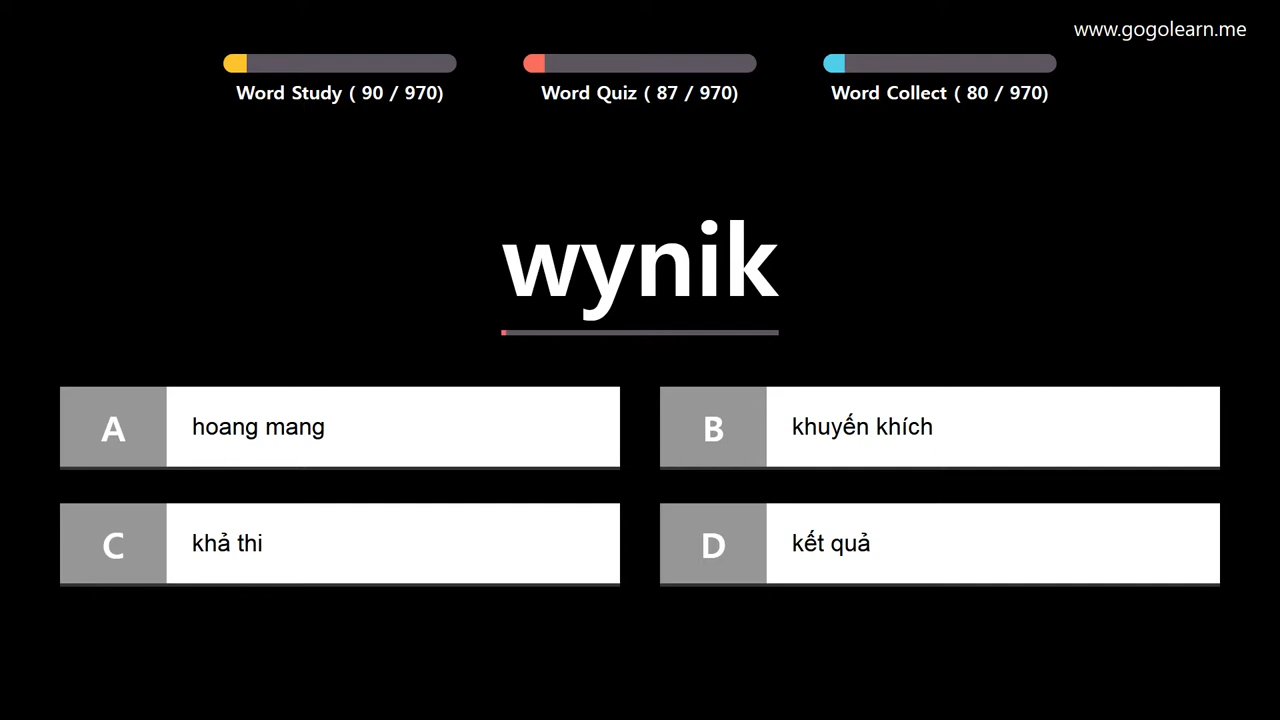 www.gogolearn.me
Word Study ( 90 / 970)
Word Quiz ( 87 / 970)
Word Collect ( 80 / 970)
wynik
A hoang mang
B khuyến khích
C khả thi
D kết quả